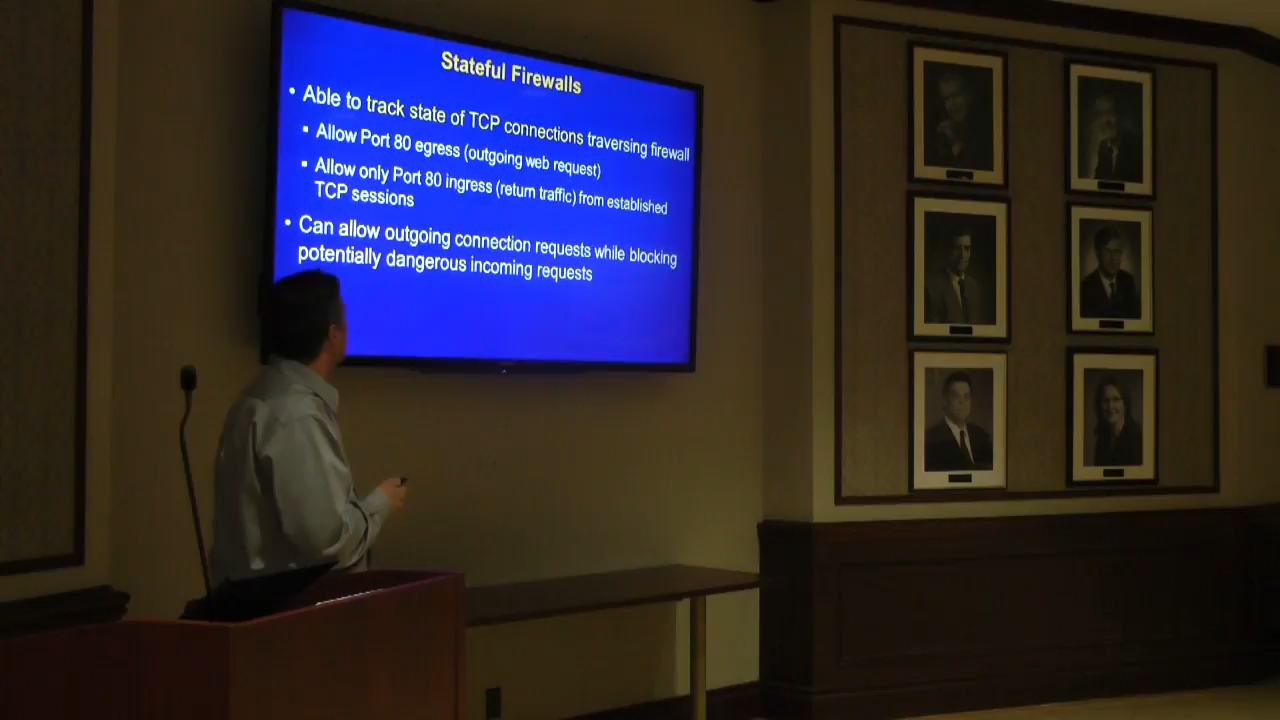 Stateful Firewalls
• Able to track state of TCP connections traversing firewall
▪ Allow Port 80 egress (outgoing web request)
▪ Allow only Port 80 ingress (return traffic) from established
TCP sessions
• Can allow outgoing connection requests while blocking
potentially dangerous incoming requests